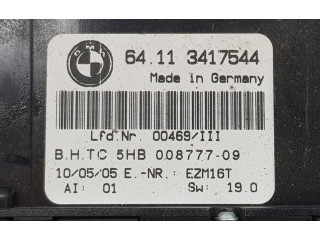 BMW
64.11 3417544
Made in Germany
Lfd Nr. 00469/III
B.H.TC 5HB 008777-09
10/05/05 E.-NR.: EZM16T
AI: 01 SW: 19.0